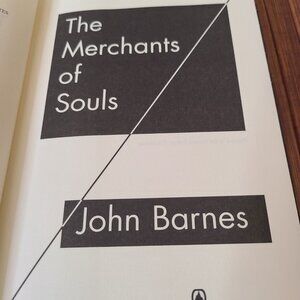 The
Merchants
of
Souls
John Barnes